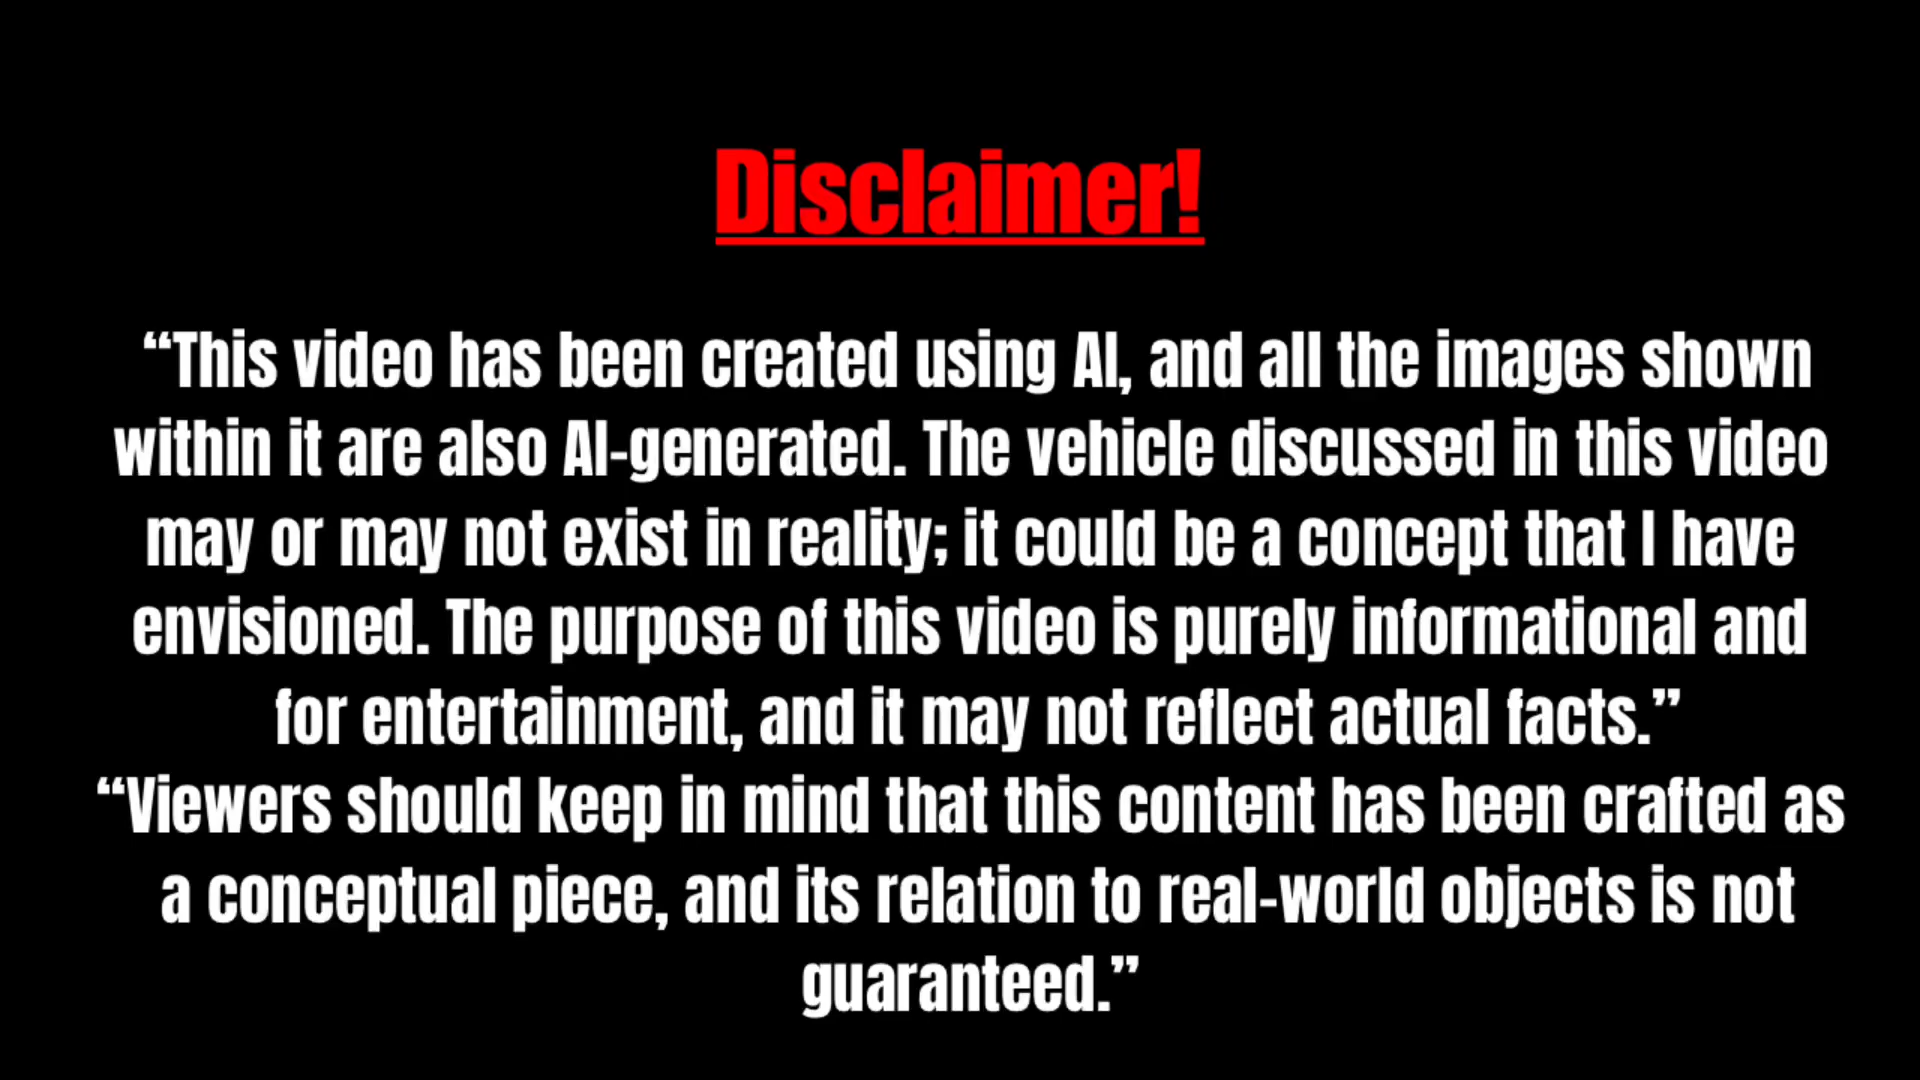 Disclaimer!
“This video has been created using AI, and all the images shown
within it are also AI-generated. The vehicle discussed in this video
may or may not exist in reality; it could be a concept that I have
envisioned. The purpose of this video is purely informational and
for entertainment, and it may not reflect actual facts.”
“Viewers should keep in mind that this content has been crafted as
a conceptual piece, and its relation to real-world objects is not
guaranteed.”